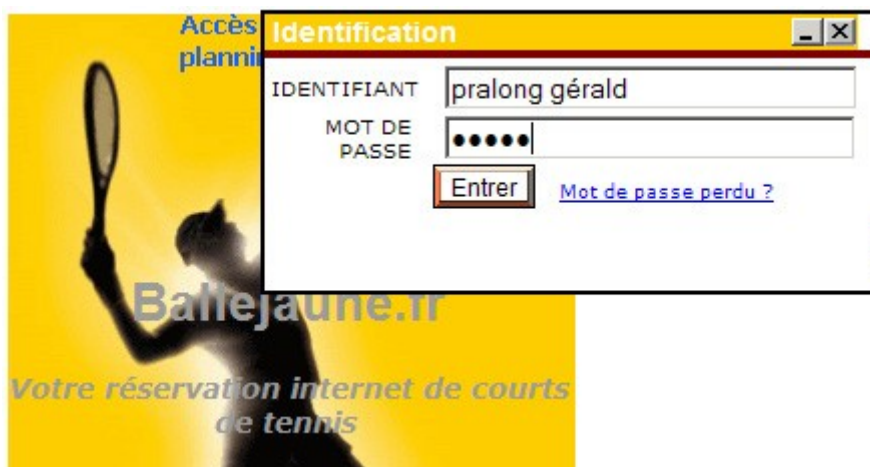 Accès
Identification
IDENTIFIANT
pralong gérald
MOT DE
PASSE
•••••
Entrer
Mot de passe perdu ?
Ballejaune.fr
Votre réservation internet de courts
de tennis